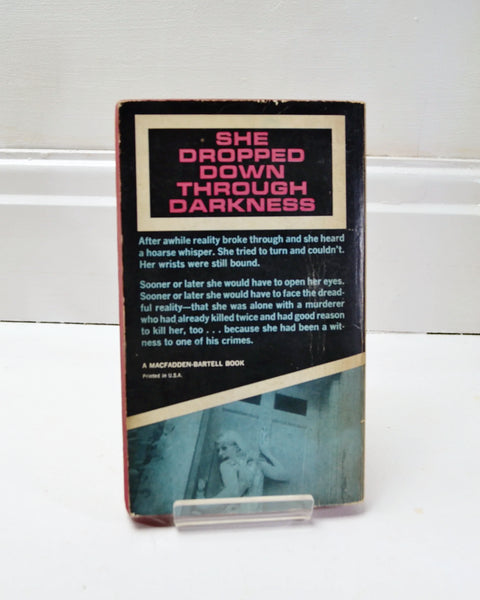 SHE
DROPPED
DOWN
THROUGH
DARKNESS
After awhile reality broke through and she heard
a hoarse whisper. She tried to turn and couldn't.
Her wrists were still bound.
Sooner or later she would have to open her eyes.
Sooner or later she would have to face the dread-
ful reality—that she was alone with a murderer
who had already killed twice and had good reason
to kill her, too . . . because she had been a wit-
ness to one of his crimes.
A MACFADDEN-BARTELL BOOK
Printed in U.S.A.